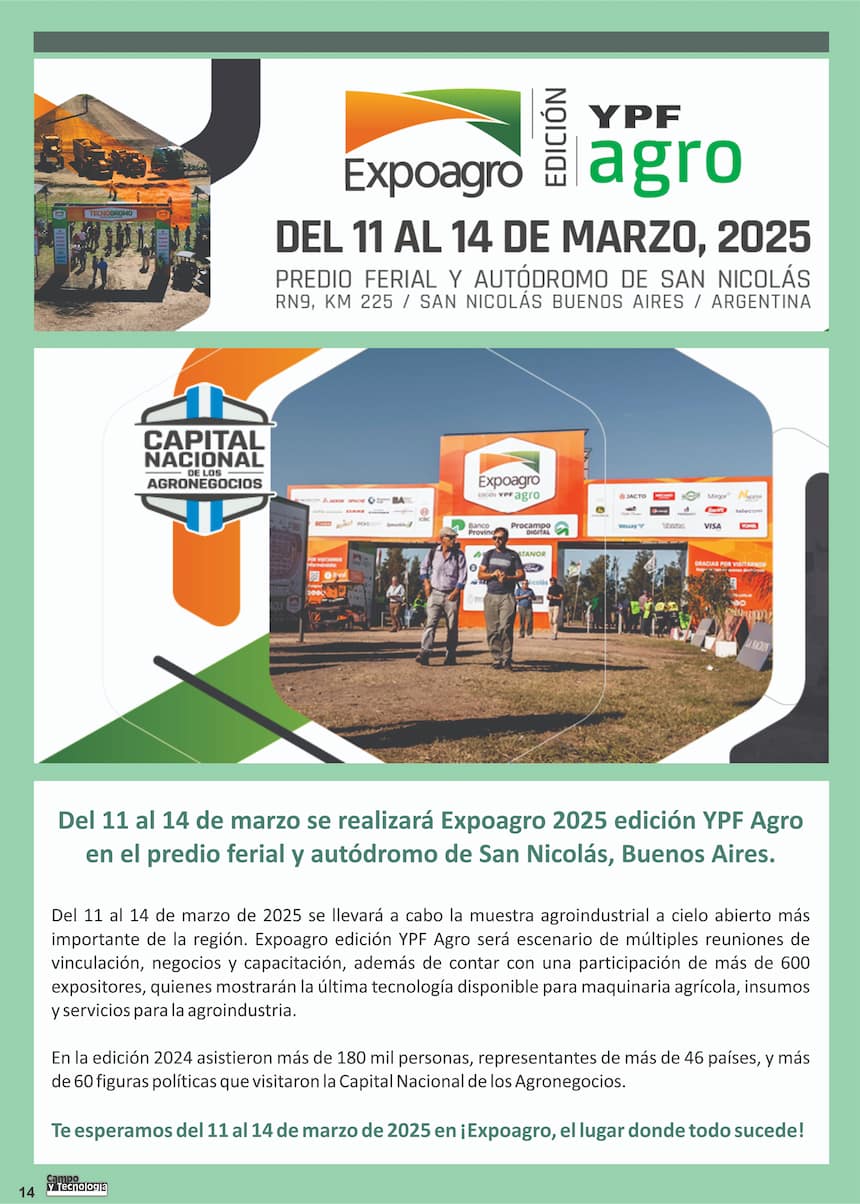 Expoagro
EDICIÓN
YPF
agro
TECNODROMO
DEL 11 AL 14 DE MARZO, 2025
PREDIO FERIAL Y AUTÓDROMO DE SAN NICOLÁS
RN9, KM 225 / SAN NICOLÁS BUENOS AIRES / ARGENTINA
CAPITAL
NACIONAL
DE LOS
AGRONEGOCIOS
Expoagro
EDICIÓN YPF agro
JACTO
VISA
Banco
Provincia
Procampo
DIGITAL
Ford
GRACIAS POR VISITARNOS
LA NACION
Del 11 al 14 de marzo se realizará Expoagro 2025 edición YPF Agro
en el predio ferial y autódromo de San Nicolás, Buenos Aires.
Del 11 al 14 de marzo de 2025 se llevará a cabo la muestra agroindustrial a cielo abierto más
importante de la región. Expoagro edición YPF Agro será escenario de múltiples reuniones de
vinculación, negocios y capacitación, además de contar con una participación de más de 600
expositores, quienes mostrarán la última tecnología disponible para maquinaria agrícola, insumos
y servicios para la agroindustria.
En la edición 2024 asistieron más de 180 mil personas, representantes de más de 46 países, y más
de 60 figuras políticas que visitaron la Capital Nacional de los Agronegocios.
Te esperamos del 11 al 14 de marzo de 2025 en ¡Expoagro, el lugar donde todo sucede!
14
Campo
y Tecnología